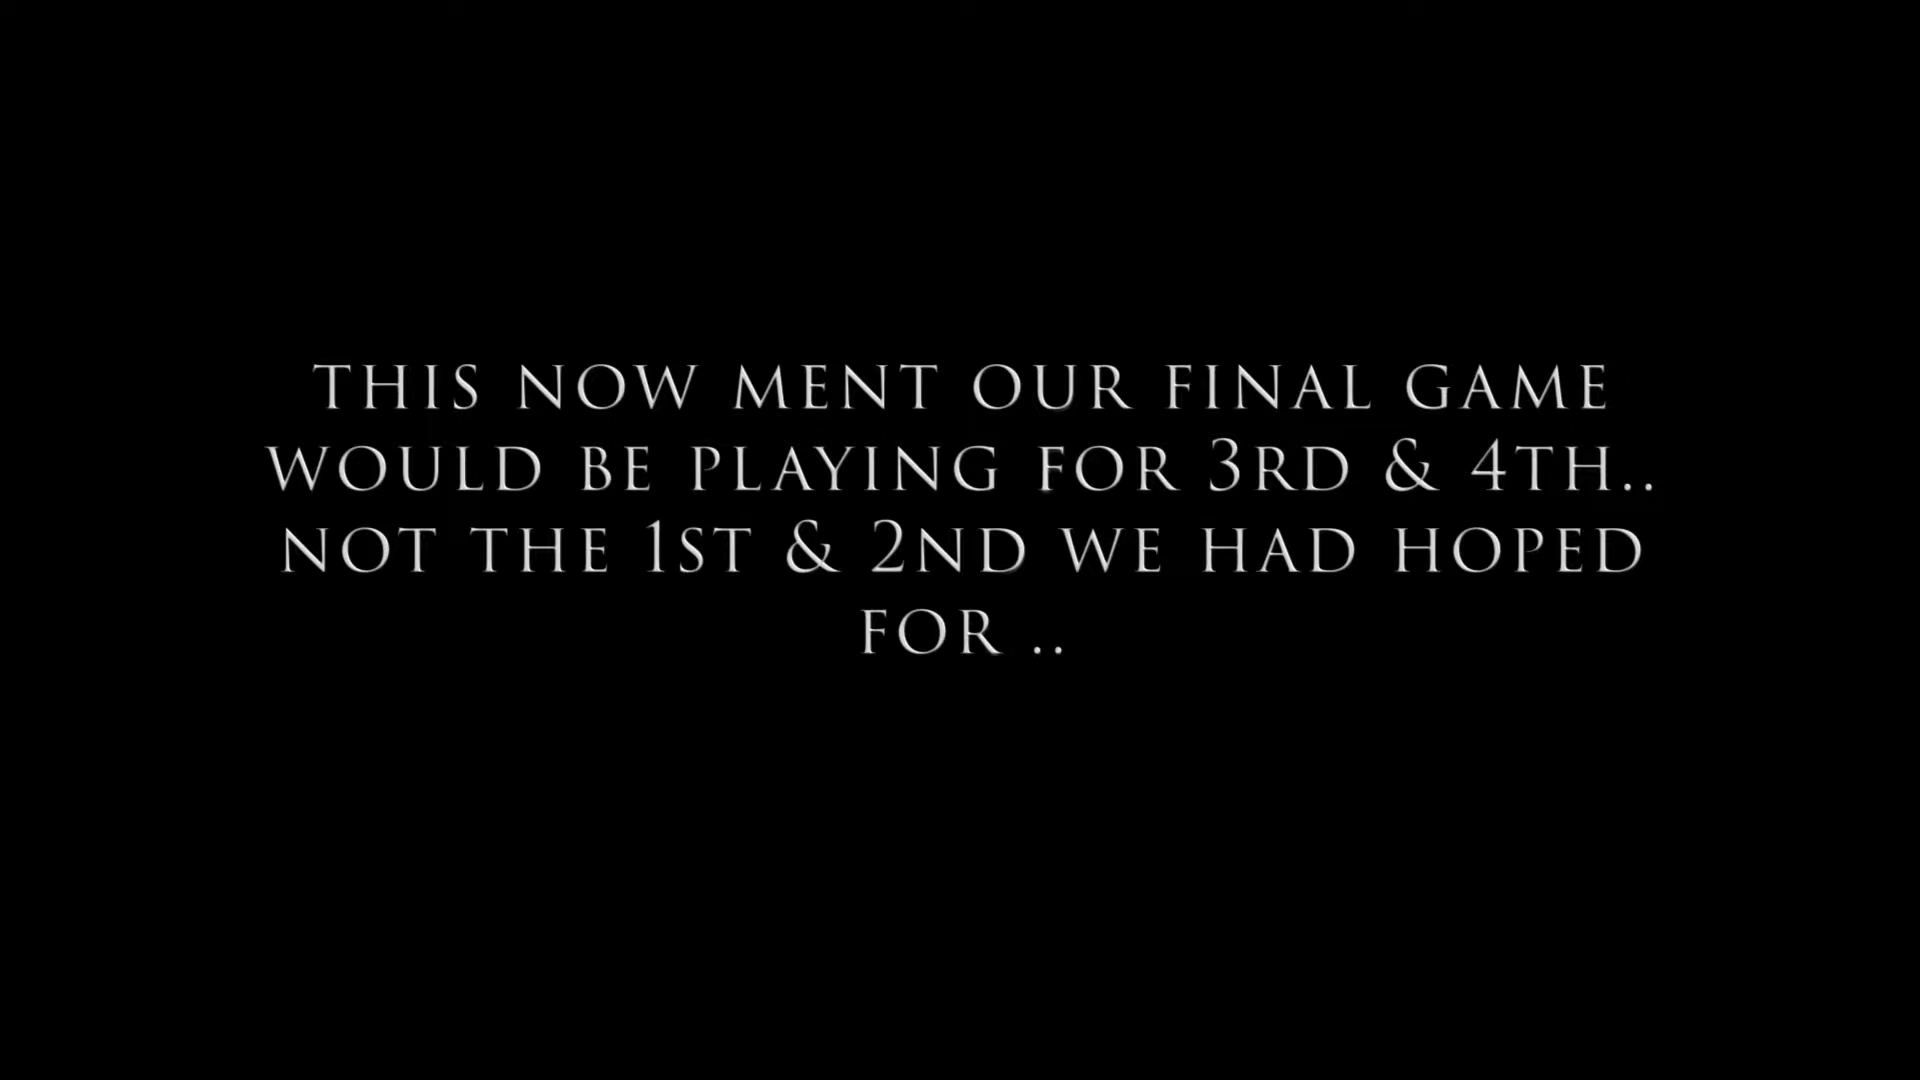 THIS NOW MENT OUR FINAL GAME
WOULD BE PLAYING FOR 3RD & 4TH..
NOT THE 1ST & 2ND WE HAD HOPED
FOR ..